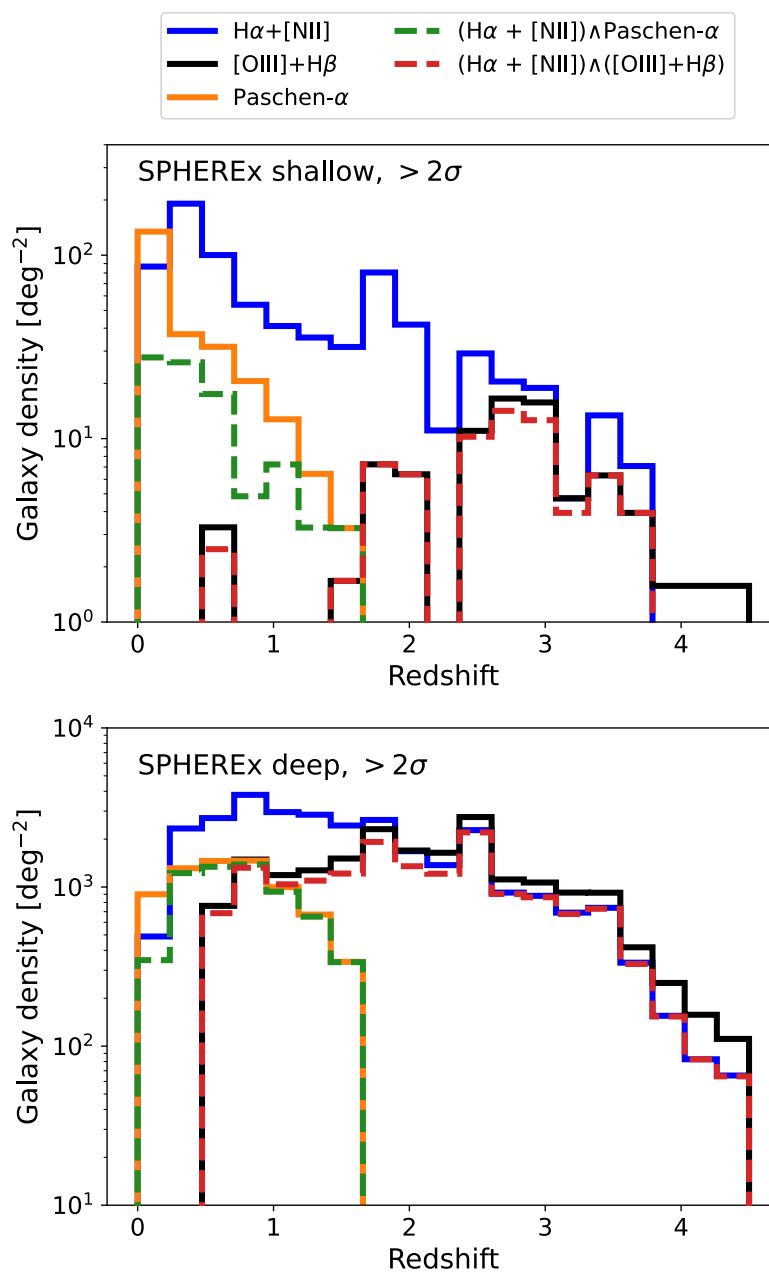 Hα+[NII]
[OIII]+Hβ
Paschen-α
(Hα + [NII])∧Paschen-α
(Hα + [NII])∧([OIII]+Hβ)
SPHEREx shallow, > 2σ
Galaxy density [deg⁻²]
10²
10¹
10⁰
0 1 2 3 4
Redshift
SPHEREx deep, > 2σ
Galaxy density [deg⁻²]
10⁴
10³
10²
10¹
0 1 2 3 4
Redshift